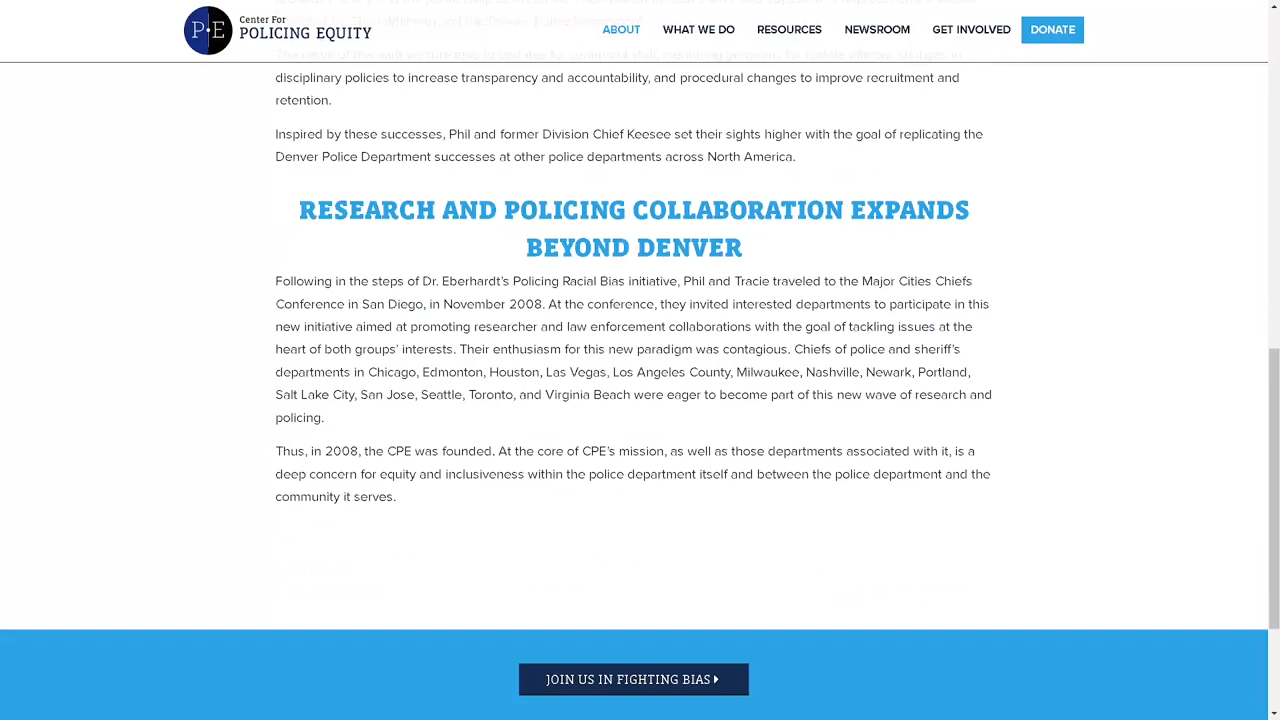 Center For
POLICING EQUITY
P·E
ABOUT WHAT WE DO RESOURCES NEWSROOM GET INVOLVED DONATE
disciplinary policies to increase transparency and accountability, and procedural changes to improve recruitment and
retention.
Inspired by these successes, Phil and former Division Chief Keesee set their sights higher with the goal of replicating the
Denver Police Department successes at other police departments across North America.
RESEARCH AND POLICING COLLABORATION EXPANDS
BEYOND DENVER
Following in the steps of Dr. Eberhardt's Policing Racial Bias initiative, Phil and Tracie traveled to the Major Cities Chiefs
Conference in San Diego, in November 2008. At the conference, they invited interested departments to participate in this
new initiative aimed at promoting researcher and law enforcement collaborations with the goal of tackling issues at the
heart of both groups' interests. Their enthusiasm for this new paradigm was contagious. Chiefs of police and sheriff's
departments in Chicago, Edmonton, Houston, Las Vegas, Los Angeles County, Milwaukee, Nashville, Newark, Portland,
Salt Lake City, San Jose, Seattle, Toronto, and Virginia Beach were eager to become part of this new wave of research and
policing.
Thus, in 2008, the CPE was founded. At the core of CPE's mission, as well as those departments associated with it, is a
deep concern for equity and inclusiveness within the police department itself and between the police department and the
community it serves.
JOIN US IN FIGHTING BIAS